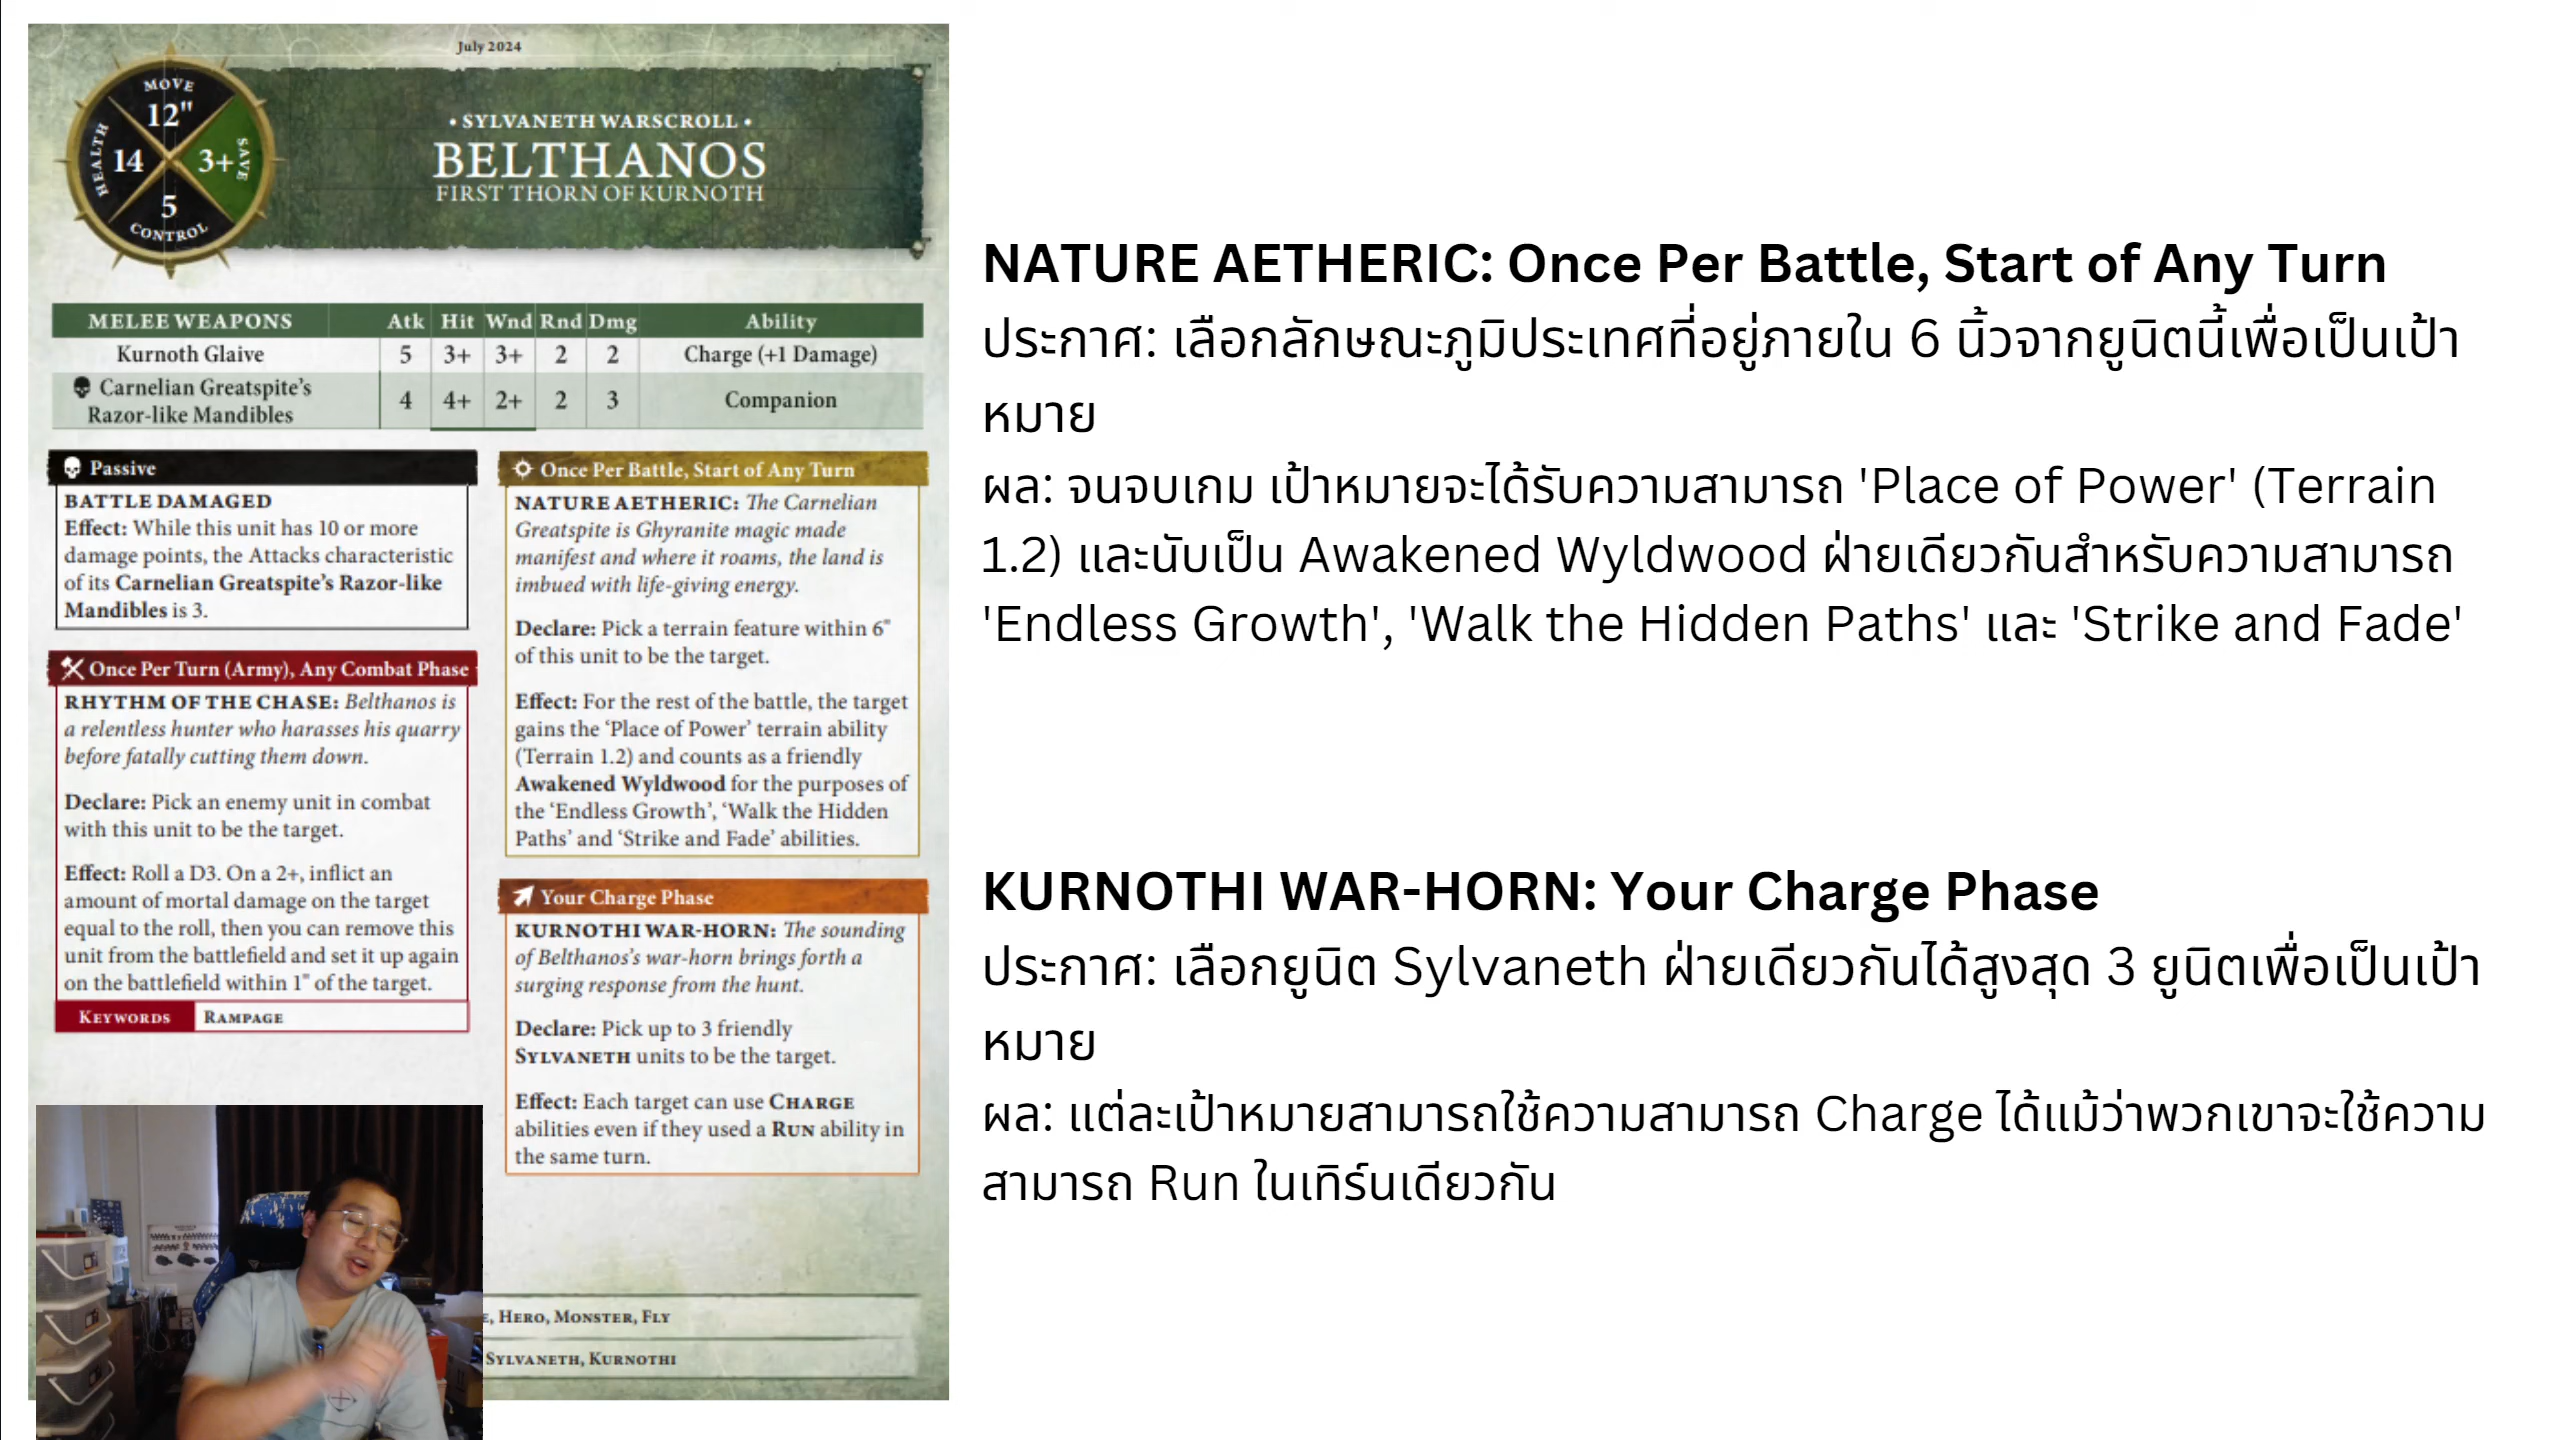 July 2024
MOVE
12"
HEALTH
14
3+
SAVE
5
CONTROL
• SYLVANETH WARSCROLL •
BELTHANOS
FIRST THORN OF KURNOTH
MELEE WEAPONS Atk Hit Wnd Rnd Dmg Ability
Kurnoth Glaive 5 3+ 3+ 2 2 Charge (+1 Damage)
Carnelian Greatspite’s
Razor-like Mandibles 4 4+ 2+ 2 3 Companion
Passive
BATTLE DAMAGED
Effect: While this unit has 10 or more
damage points, the Attacks characteristic
of its Carnelian Greatspite’s Razor-like
Mandibles is 3.
Once Per Turn (Army), Any Combat Phase
RHYTHM OF THE CHASE: Belthanos is
a relentless hunter who harasses his quarry
before fatally cutting them down.
Declare: Pick an enemy unit in combat
with this unit to be the target.
Effect: Roll a D3. On a 2+, inflict an
amount of mortal damage on the target
equal to the roll, then you can remove this
unit from the battlefield and set it up again
on the battlefield within 1" of the target.
KEYWORDS RAMPAGE
Once Per Battle, Start of Any Turn
NATURE AETHERIC: The Carnelian
Greatspite is Ghyranite magic made
manifest and where it roams, the land is
imbued with life-giving energy.
Declare: Pick a terrain feature within 6"
of this unit to be the target.
Effect: For the rest of the battle, the target
gains the ‘Place of Power’ terrain ability
(Terrain 1.2) and counts as a friendly
Awakened Wyldwood for the purposes of
the ‘Endless Growth’, ‘Walk the Hidden
Paths’ and ‘Strike and Fade’ abilities.
Your Charge Phase
KURNOTHI WAR-HORN: The sounding
of Belthanos’s war-horn brings forth a
surging response from the hunt.
Declare: Pick up to 3 friendly
SYLVANETH units to be the target.
Effect: Each target can use CHARGE
abilities even if they used a RUN ability in
the same turn.
, HERO, MONSTER, FLY
SYLVANETH, KURNOTHI
NATURE AETHERIC: Once Per Battle, Start of Any Turn
ประกาศ: เลือกลักษณะภูมิประเทศที่อยู่ภายใน 6 นิ้วจากยูนิตนี้เพื่อเป็นเป้า
หมาย
ผล: จนจบเกม เป้าหมายจะได้รับความสามารถ 'Place of Power' (Terrain
1.2) และนับเป็น Awakened Wyldwood ฝ่ายเดียวกันสำหรับความสามารถ
'Endless Growth', 'Walk the Hidden Paths' และ 'Strike and Fade'
KURNOTHI WAR-HORN: Your Charge Phase
ประกาศ: เลือกยูนิต Sylvaneth ฝ่ายเดียวกันได้สูงสุด 3 ยูนิตเพื่อเป็นเป้า
หมาย
ผล: แต่ละเป้าหมายสามารถใช้ความสามารถ Charge ได้แม้ว่าพวกเขาจะใช้ความ
สามารถ Run ในเทิร์นเดียวกัน